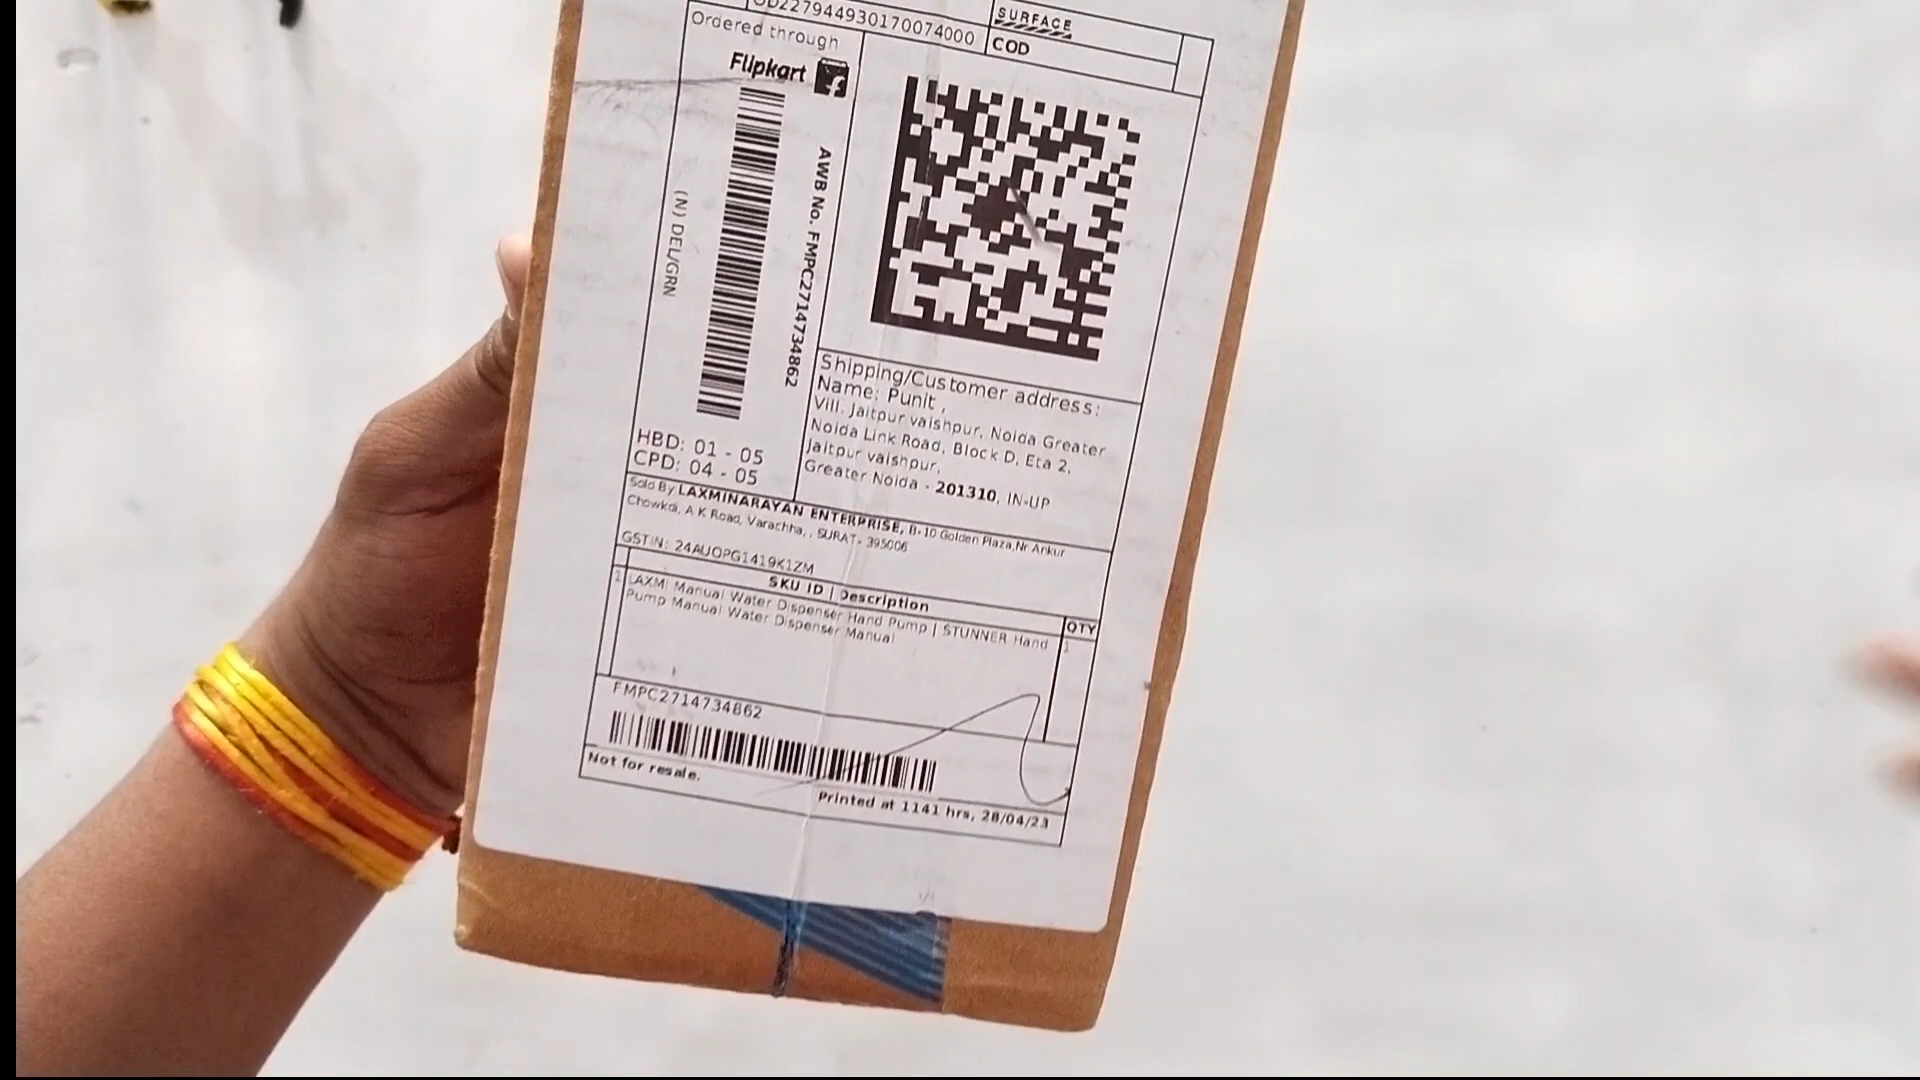 OD227944930170074000
SURFACE
COD
Ordered through
Flipkart
AWB No. FMPC2714734862
(N) DEL/GRN
HBD: 01 - 05
CPD: 04 - 05
Shipping/Customer address:
Name: Punit ,
Vill. Jaitpur vaishpur, Noida Greater
Noida Link Road, Block D, Eta 2,
Jaitpur vaishpur,
Greater Noida - 201310, IN-UP
Sold By LAXMINARAYAN ENTERPRISE, B-10 Golden Plaza,Nr Ankur
Chowkdi, A K Road, Varachha, , SURAT- 395006
GSTIN: 24AUOPG1419K1ZM
SKU ID | Description
QTY
1 LAXMI Manual Water Dispenser Hand Pump | STUNNER Hand
Pump Manual Water Dispenser Manual
1
FMPC2714734862
Not for resale.
Printed at 1141 hrs, 28/04/23